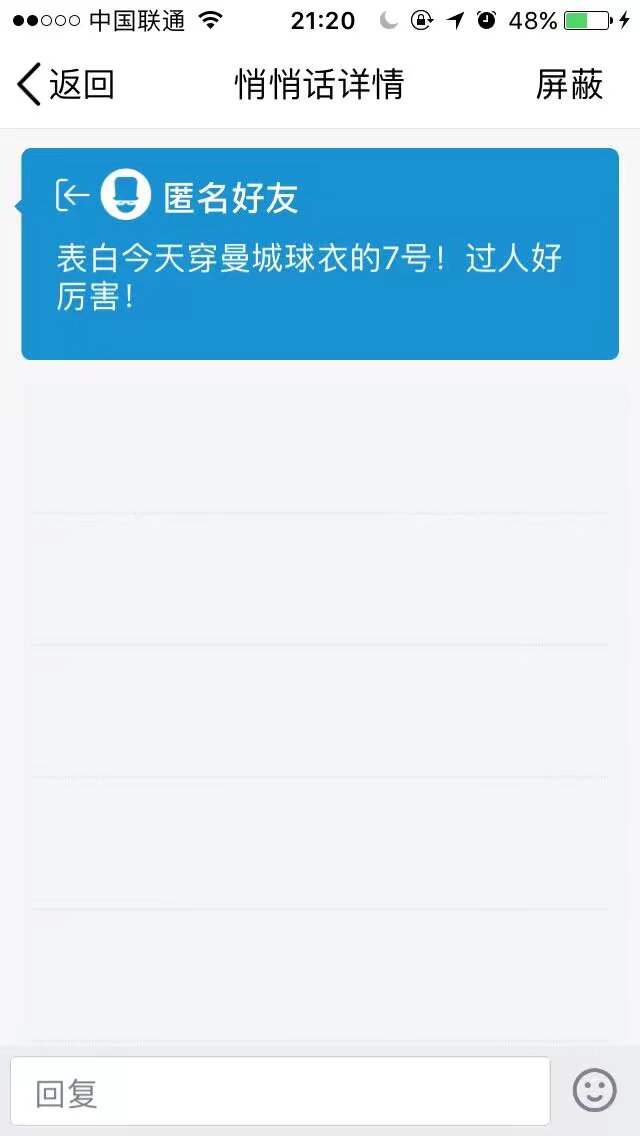 中国联通 21:20 48%
返回 悄悄话详情 屏蔽
匿名好友
表白今天穿曼城球衣的7号！过人好
厉害！
回复